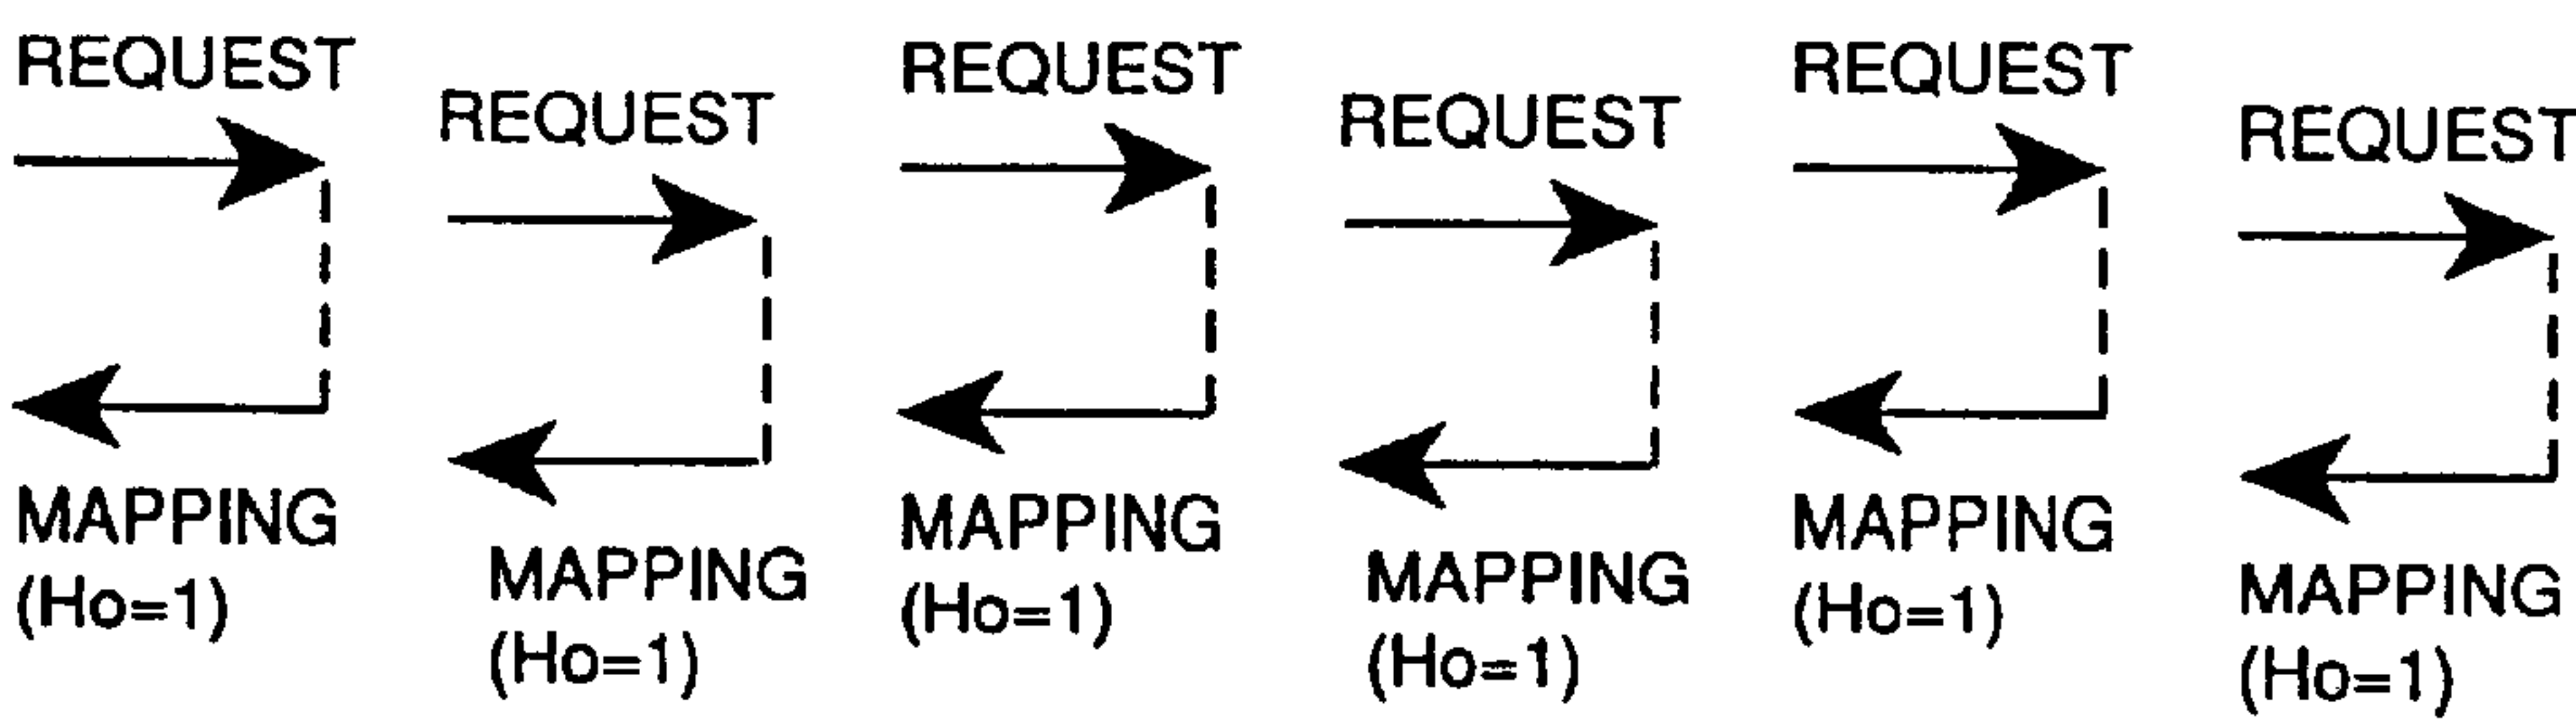 REQUEST
REQUEST
REQUEST
REQUEST
REQUEST
REQUEST
MAPPING
(Ho=1)
MAPPING
(Ho=1)
MAPPING
(Ho=1)
MAPPING
(Ho=1)
MAPPING
(Ho=1)
MAPPING
(Ho=1)